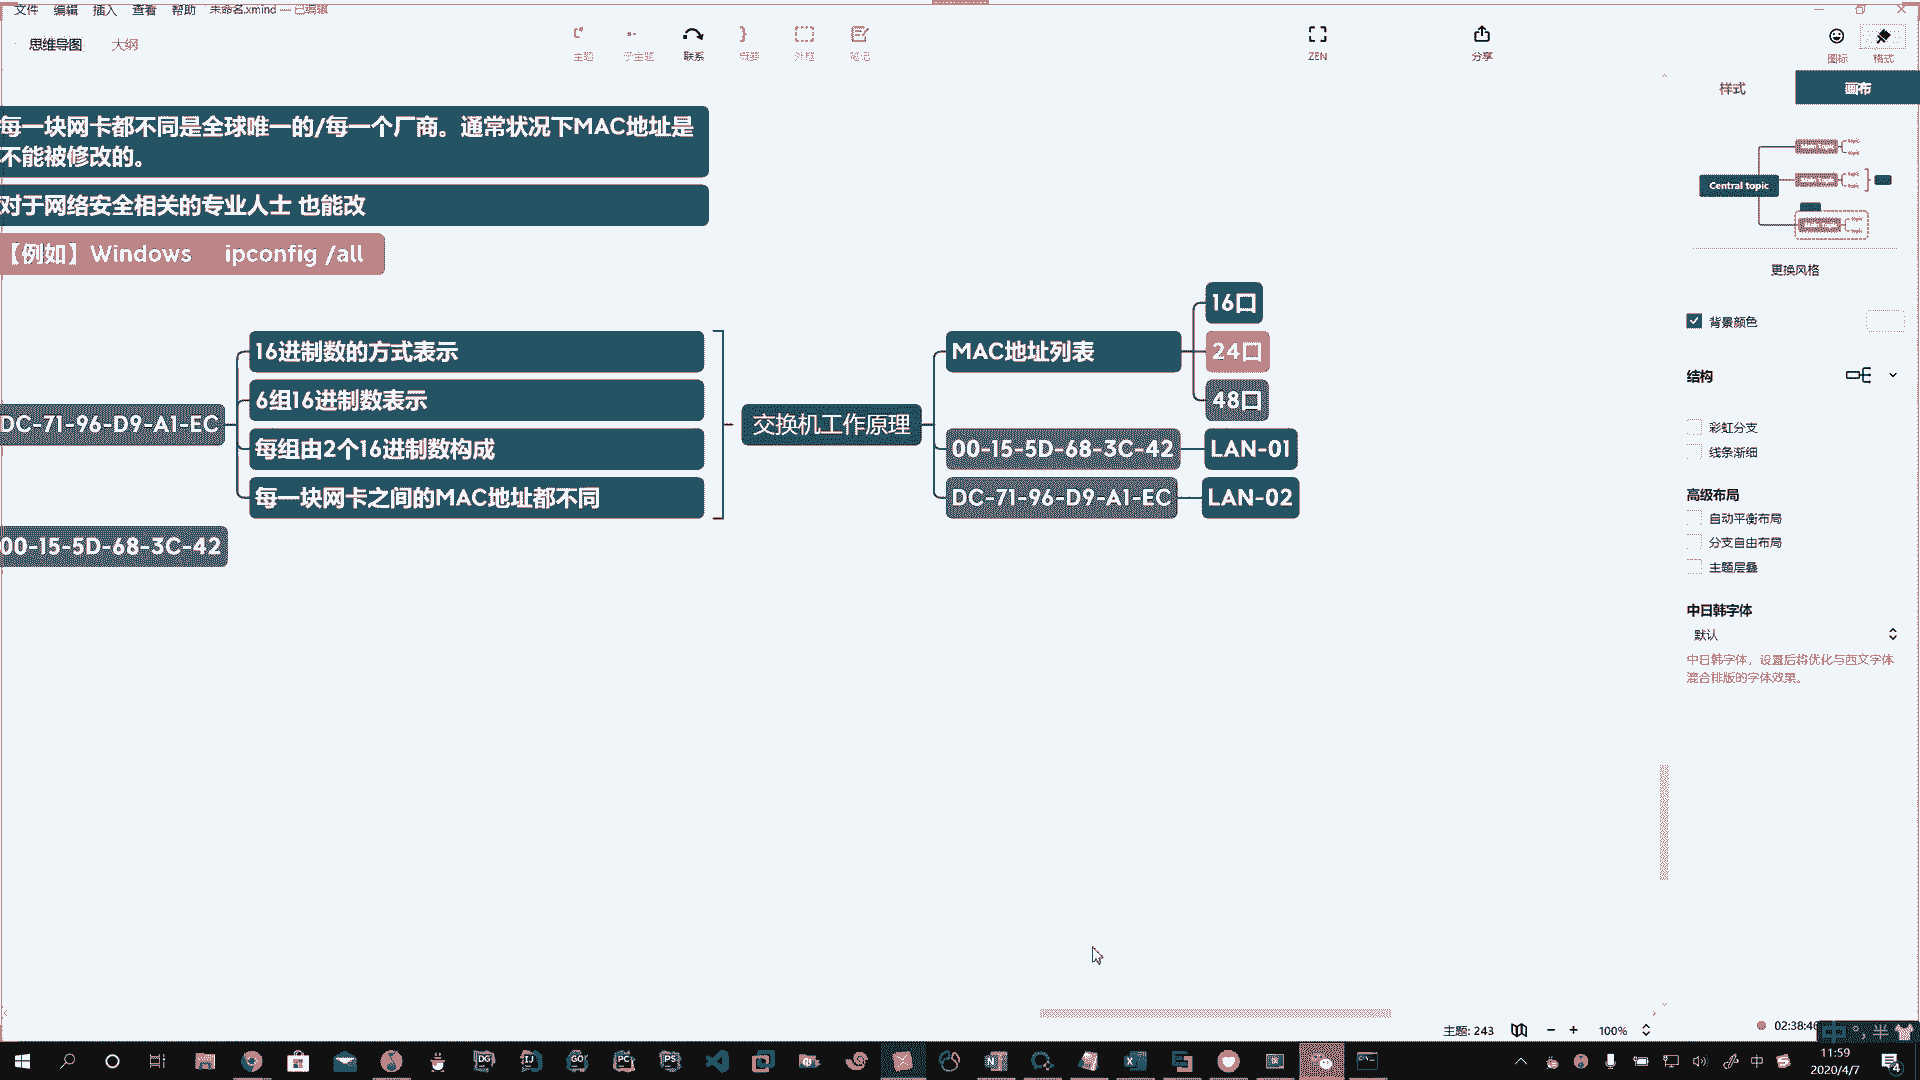 文件 编辑 插入 查看 帮助 未命名.xmind — 已编辑
思维导图 大纲
主题 子主题 联系 概要 外框 笔记 ZEN 分享 图标 格式
样式 画布
每一块网卡都不同是全球唯一的/每一个厂商。通常状况下MAC地址是
不能被修改的。
对于网络安全相关的专业人士 也能改
【例如】Windows ipconfig /all
DC-71-96-D9-A1-EC
16进制数的方式表示
6组16进制数表示
每组由2个16进制数构成
每一块网卡之间的MAC地址都不同
00-15-5D-68-3C-42
交换机工作原理
MAC地址列表
16口
24口
48口
00-15-5D-68-3C-42 LAN-01
DC-71-96-D9-A1-EC LAN-02
Central topic
更换风格
背景颜色
结构
彩虹分支
线条渐细
高级布局
自动平衡布局
分支自由布局
主题层叠
中日韩字体
默认
中日韩字体，设置后将优化与西文字体
混合排版的字体效果。
主题: 243 100%
02:38:46
半
中
11:59
2020/4/7